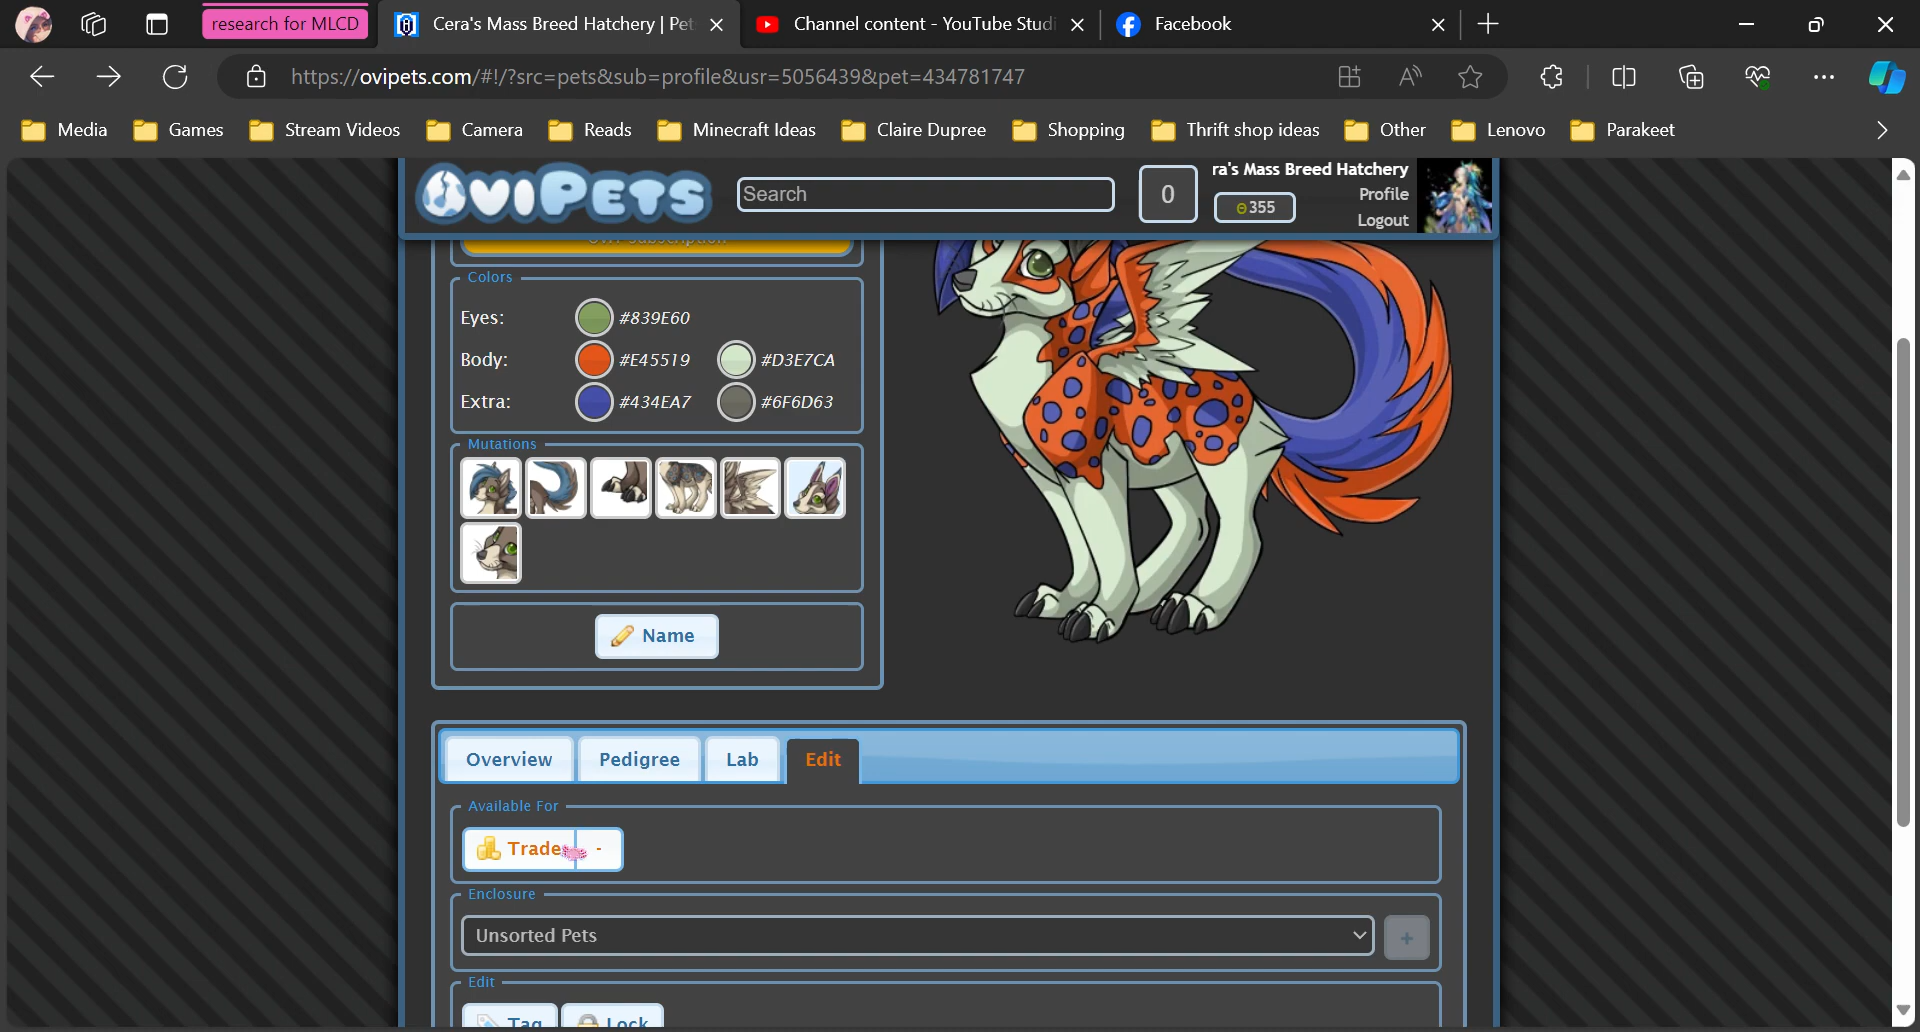 research for MLCD
Cera's Mass Breed Hatchery | Pet
Channel content - YouTube Studi
Facebook
https://ovipets.com/#!/?src=pets&sub=profile&usr=5056439&pet=434781747
Media
Games
Stream Videos
Camera
Reads
Minecraft Ideas
Claire Dupree
Shopping
Thrift shop ideas
Other
Lenovo
Parakeet
OviPets
Search
0
ra's Mass Breed Hatchery
355
Profile
Logout
Subscription
Colors
Eyes: #839E60
Body: #E45519 #D3E7CA
Extra: #434EA7 #6F6D63
Mutations
Name
Overview
Pedigree
Lab
Edit
Available For
Trade -
Enclosure
Unsorted Pets
+
Edit
Tag
Lock